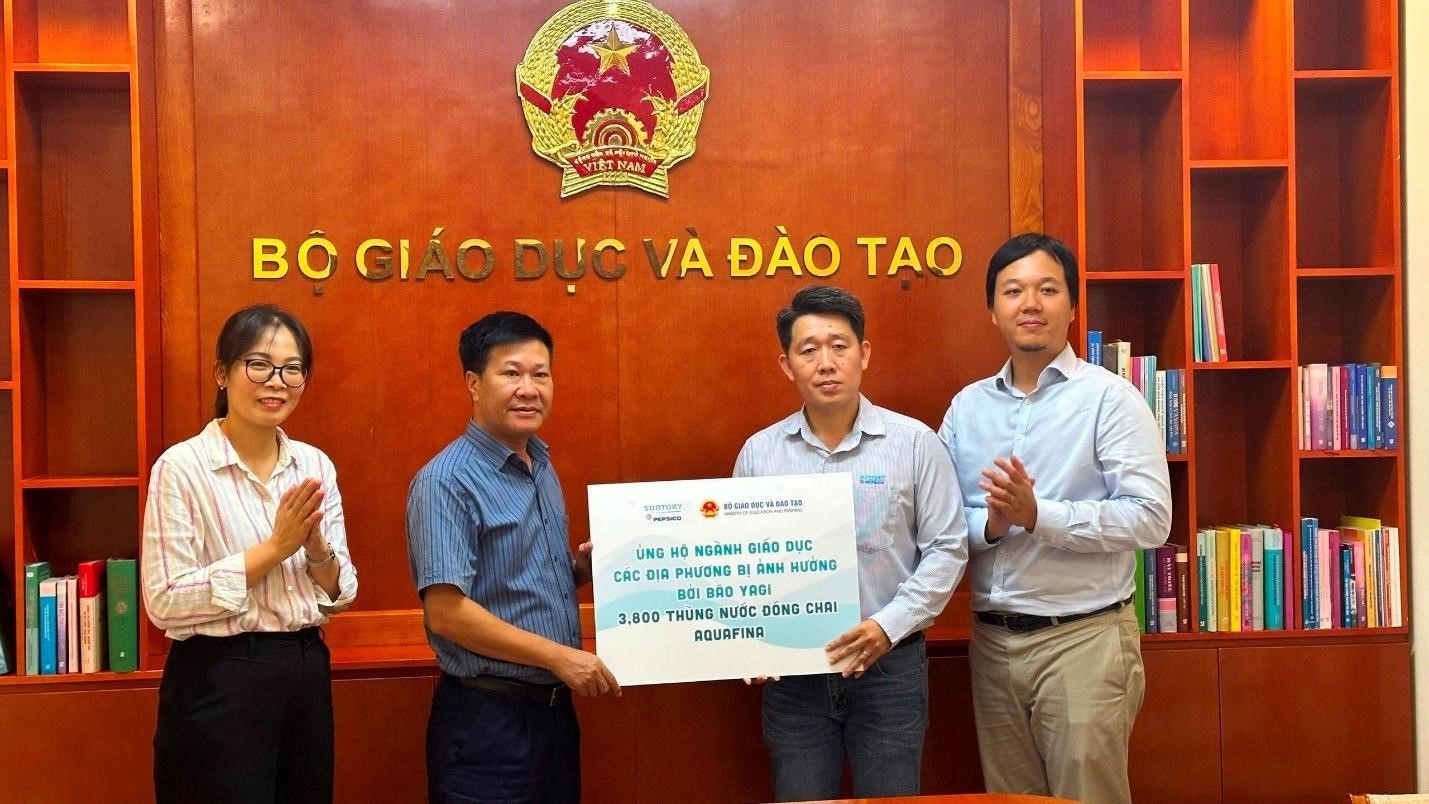 VIỆT NAM
BỘ GIÁO DỤC VÀ ĐÀO TẠO
SUNTORY
PEPSICO
BỘ GIÁO DỤC VÀ ĐÀO TẠO
MINISTRY OF EDUCATION AND TRAINING
ỦNG HỘ NGÀNH GIÁO DỤC
CÁC ĐỊA PHƯƠNG BỊ ẢNH HƯỞNG
BỞI BÃO YAGI
3,800 THÙNG NƯỚC ĐÓNG CHAI
AQUAFINA
SUNTORY
PEPSICO